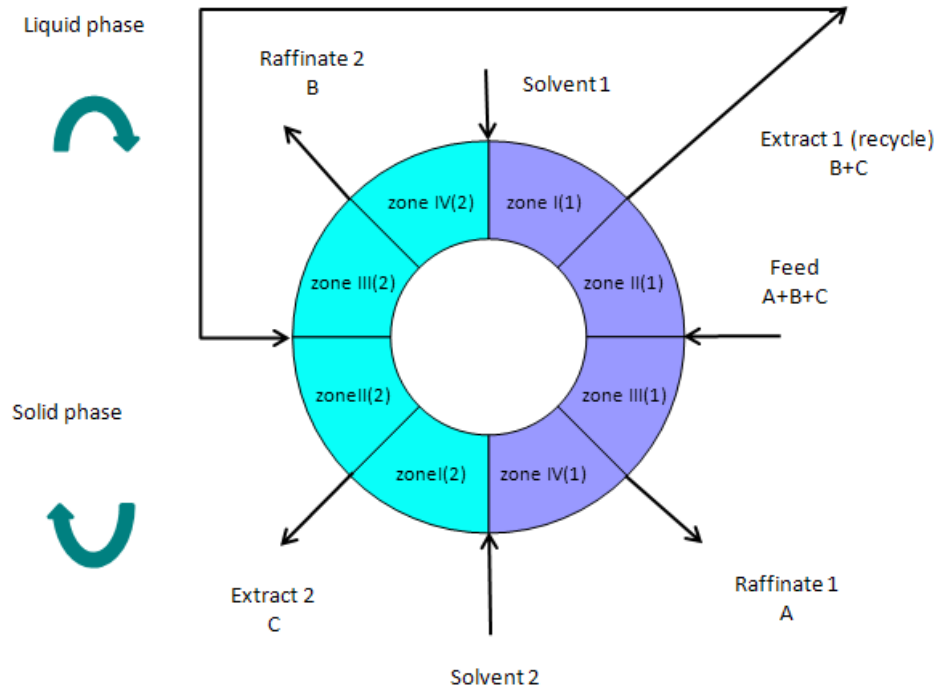 Liquid phase
Raffinate 2
B
Solvent 1
Extract 1 (recycle)
B+C
zone IV(2)
zone I(1)
zone III(2)
zone II(1)
Feed
A+B+C
zoneII(2)
zone III(1)
Solid phase
zoneI(2)
zone IV(1)
Extract 2
C
Raffinate 1
A
Solvent 2